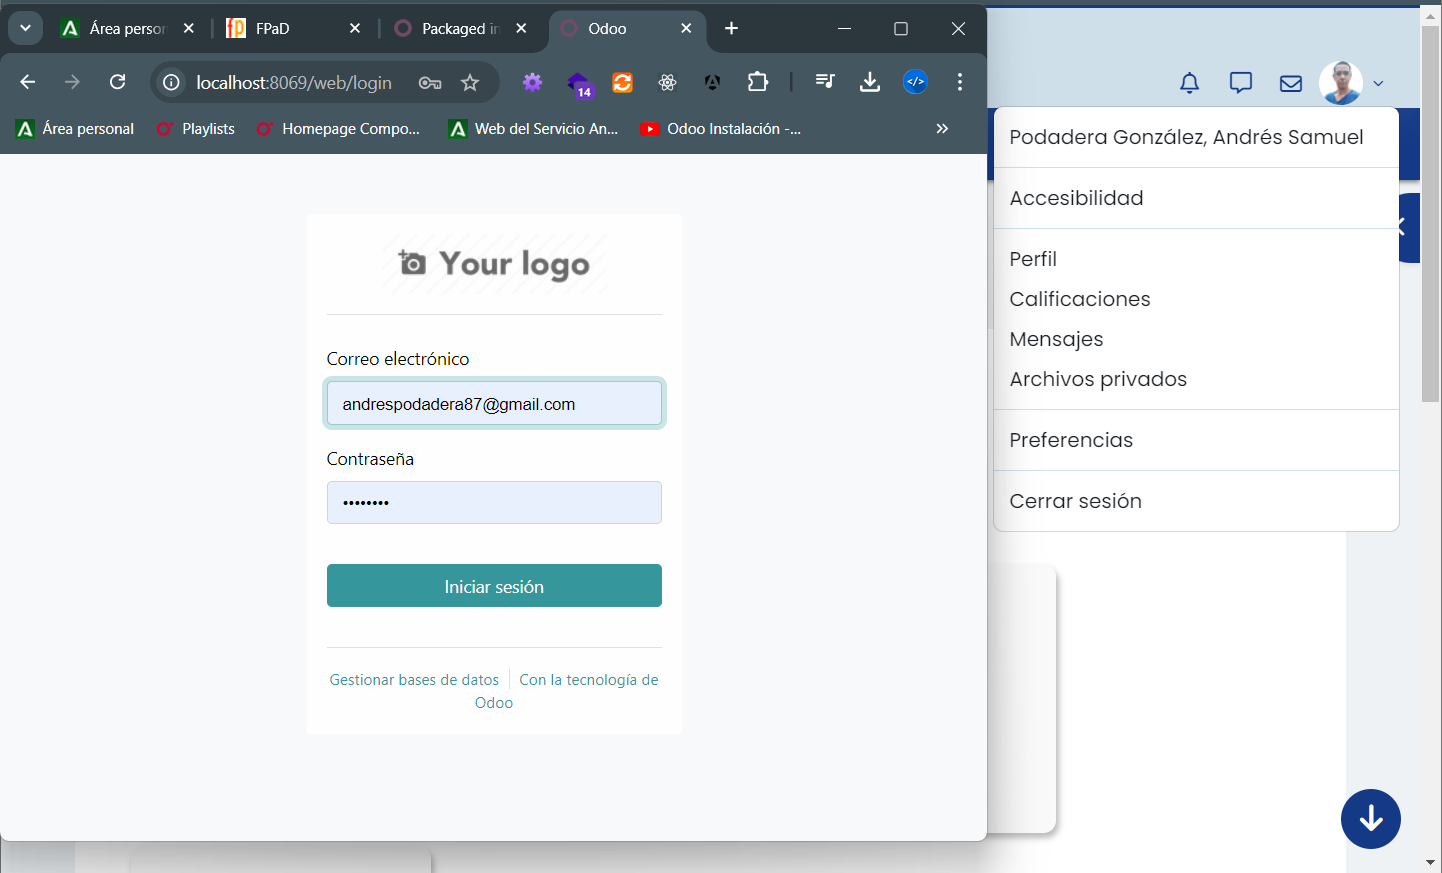 Área person
FPaD
Packaged in
Odoo
localhost:8069/web/login
14
</>
Área personal
Playlists
Homepage Compo...
Web del Servicio An...
Odoo Instalación -...
Your logo
Correo electrónico
andrespodadera87@gmail.com
Contraseña
••••••••
Iniciar sesión
Gestionar bases de datos
Con la tecnología de
Odoo
Podadera González, Andrés Samuel
Accesibilidad
Perfil
Calificaciones
Mensajes
Archivos privados
Preferencias
Cerrar sesión